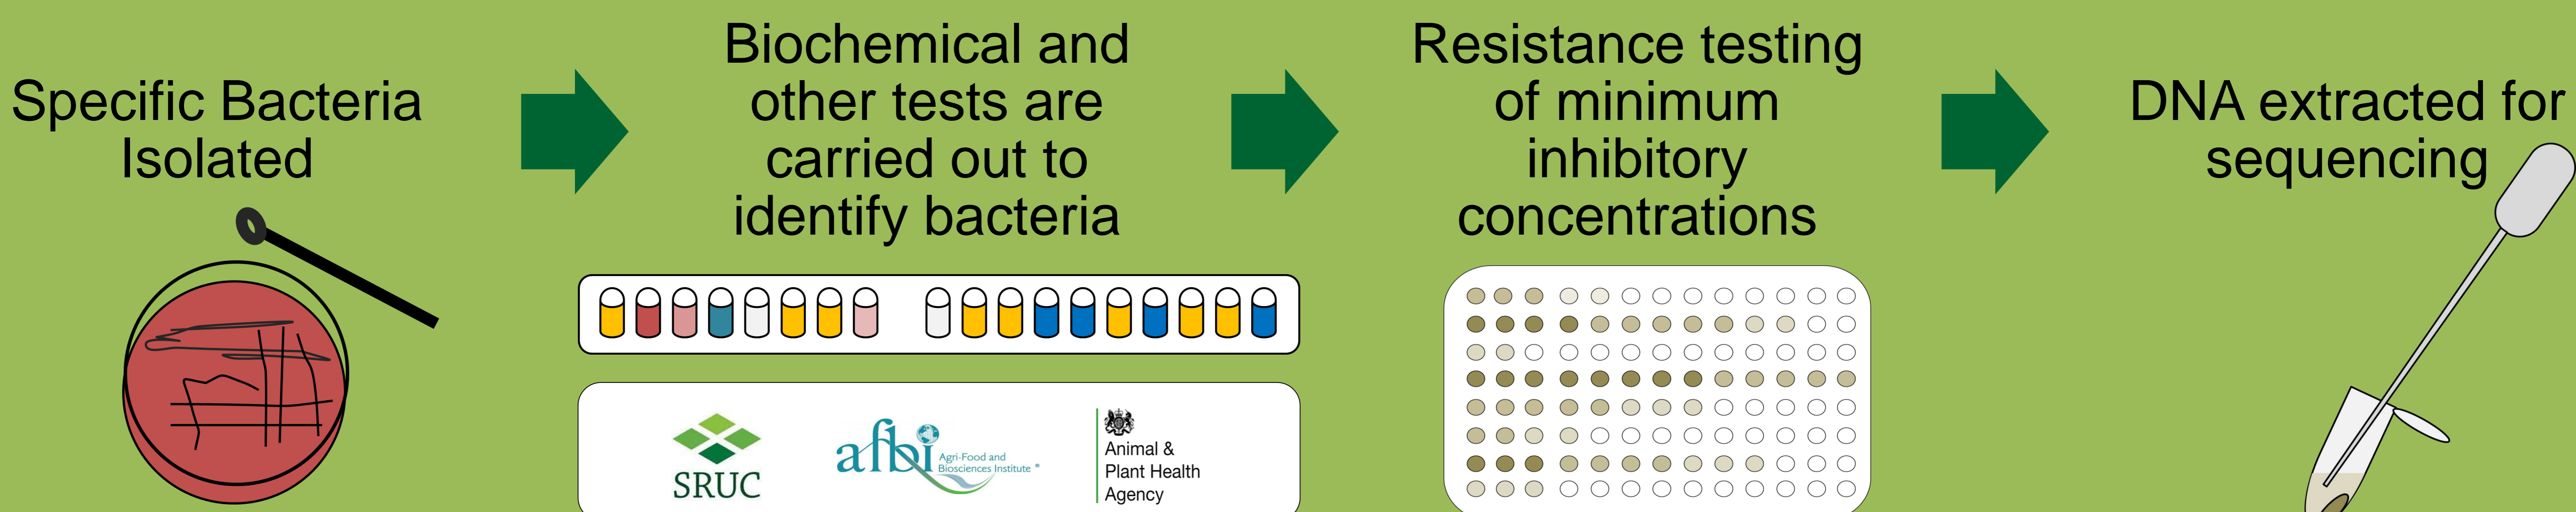 Specific Bacteria
Isolated
Biochemical and
other tests are
carried out to
identify bacteria
Resistance testing
of minimum
inhibitory
concentrations
DNA extracted for
sequencing
SRUC
afbi
Agri-Food and
Biosciences Institute
Animal &
Plant Health
Agency